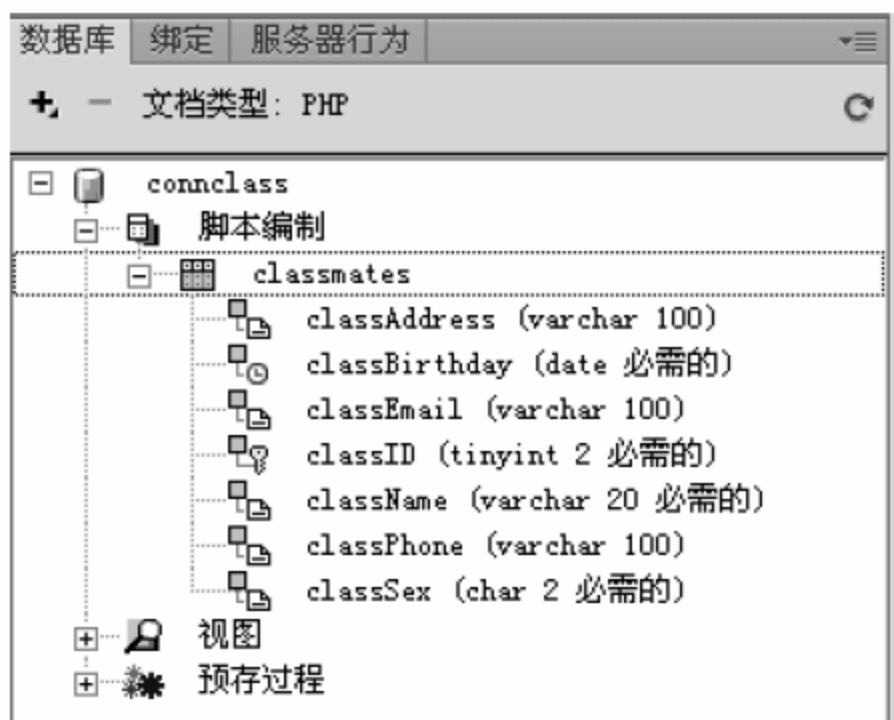 数据库 绑定 服务器行为
文档类型: PHP
connclass
脚本编制
classmates
classAddress (varchar 100)
classBirthday (date 必需的)
classEmail (varchar 100)
classID (tinyint 2 必需的)
className (varchar 20 必需的)
classPhone (varchar 100)
classSex (char 2 必需的)
视图
预存过程